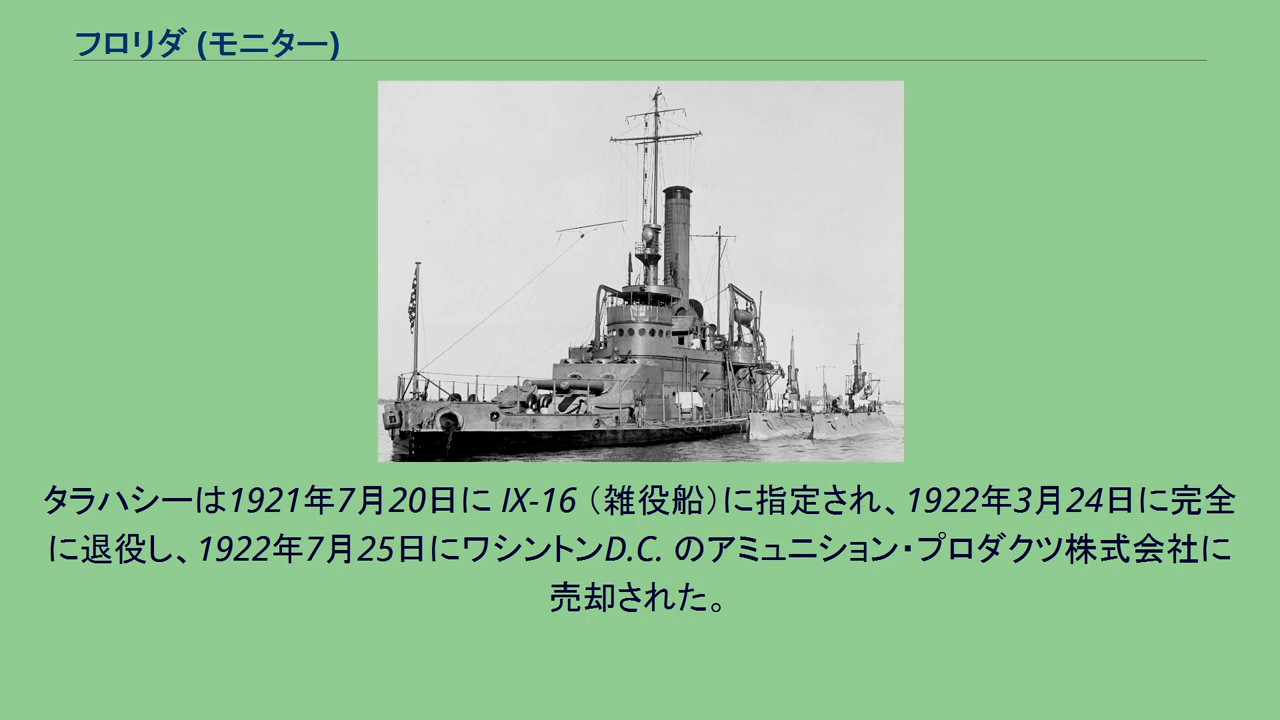 フロリダ (モニター)
タラハシーは1921年7月20日に IX-16（雑役船）に指定され、1922年3月24日に完全
に退役し、1922年7月25日にワシントンD.C. のアミュニション・プロダクツ株式会社に
売却された。